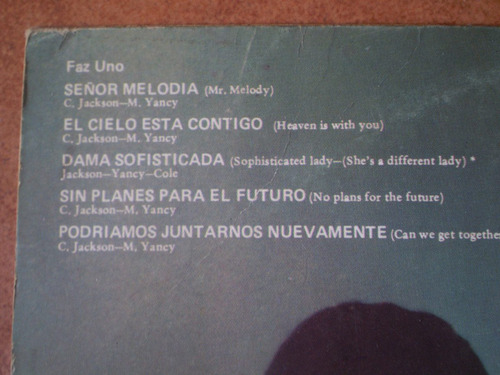 Faz Uno
SEÑOR MELODIA (Mr. Melody)
C. Jackson—M. Yancy
EL CIELO ESTA CONTIGO (Heaven is with you)
C. Jackson—M. Yancy
DAMA SOFISTICADA (Sophisticated lady—(She's a different lady) *
Jackson—Yancy—Cole
SIN PLANES PARA EL FUTURO (No plans for the future)
C. Jackson—M. Yancy
PODRIAMOS JUNTARNOS NUEVAMENTE (Can we get together
C. Jackson—M. Yancy